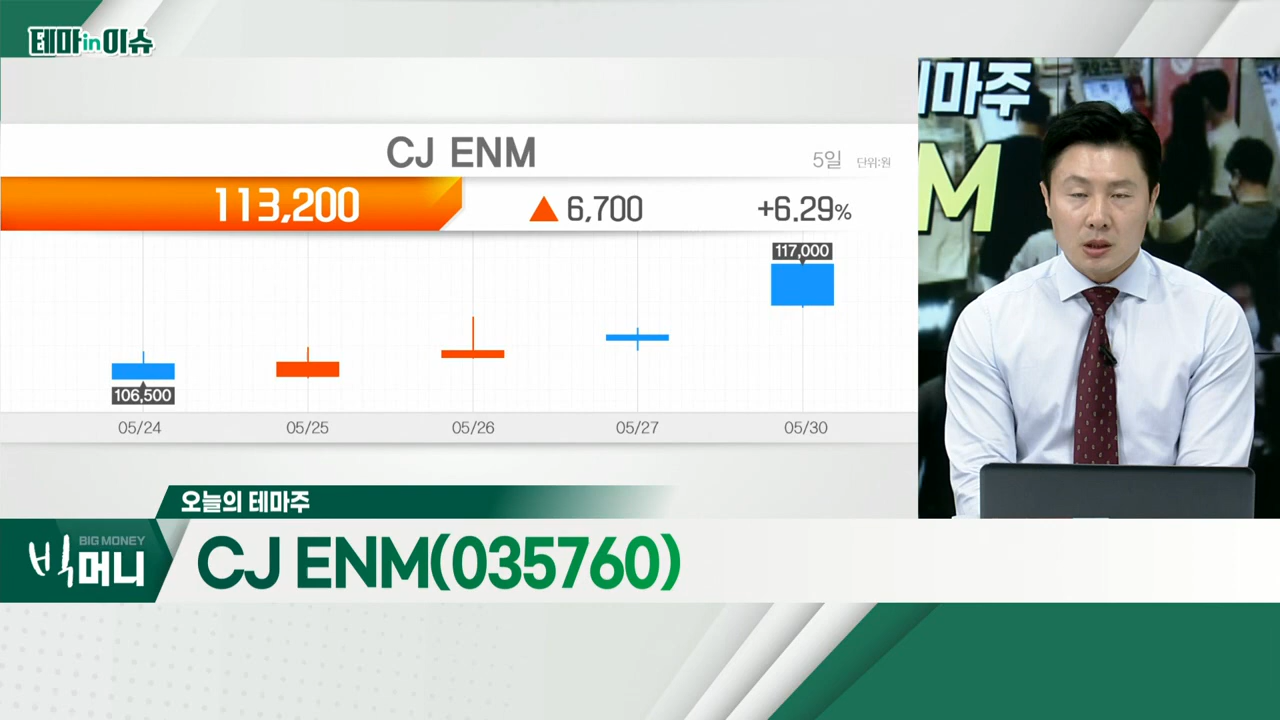 테마in이슈
CJ ENM
5일 단위:원
113,200 ▲ 6,700 +6.29%
117,000
106,500
05/24 05/25 05/26 05/27 05/30
마주
M
오늘의 테마주
BIG MONEY
빅머니
CJ ENM(035760)